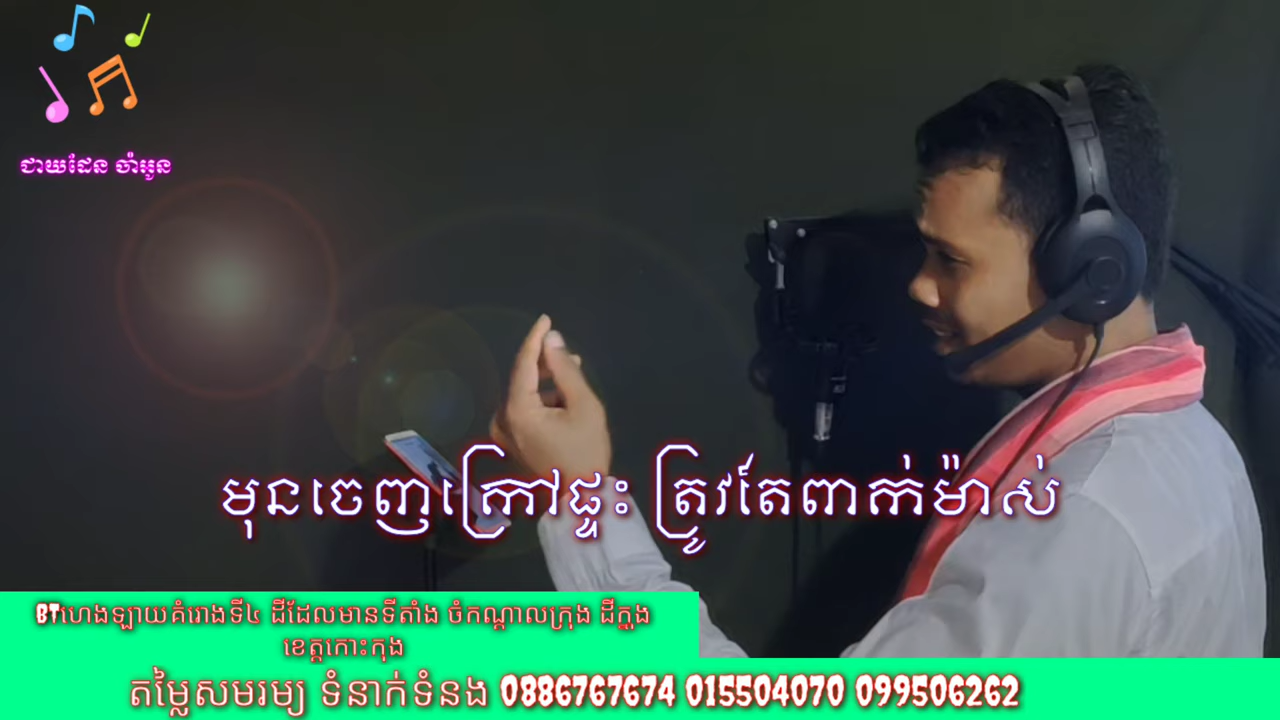 ជាយដែន ចាំអូន
មុនចេញក្រៅផ្ទះ ត្រូវតែពាក់ម៉ាស់
BTហេងឡាយគំរោងទី៤ ដីដែលមានទីតាំង ចំកណ្តាលក្រុង ដីក្នុង
ខេត្តកោះកុង
តម្លៃសមរម្យ ទំនាក់ទំនង 0886767674 015504070 099506262